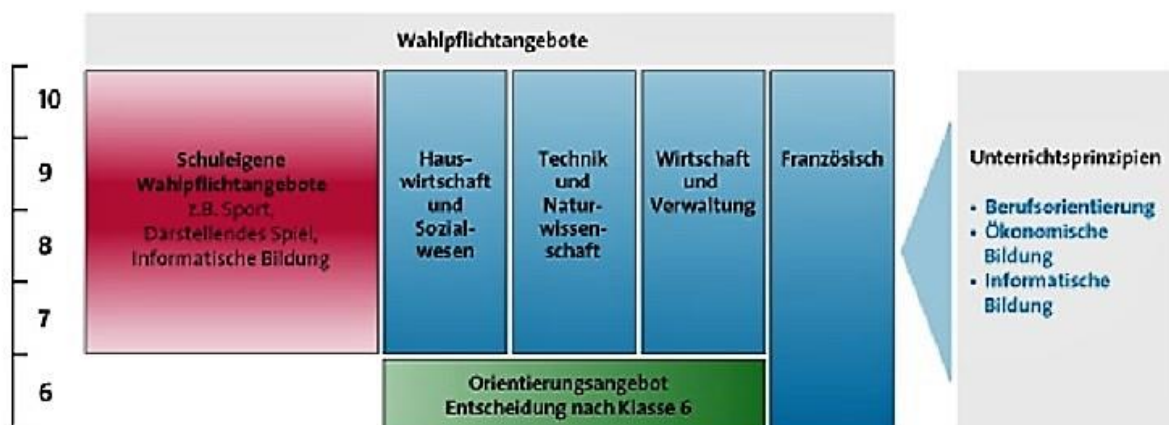 Wahlpflichtangebote
10
9
8
7
6
Schuleigene
Wahlpflichtangebote
z.B. Sport,
Darstellendes Spiel,
Informatische Bildung
Haus-
wirtschaft
und
Sozial-
wesen
Technik
und
Natur-
wissen-
schaft
Wirtschaft
und
Verwaltung
Französisch
Orientierungsangebot
Entscheidung nach Klasse 6
Unterrichtsprinzipien
• Berufsorientierung
• Ökonomische
Bildung
• Informatische
Bildung